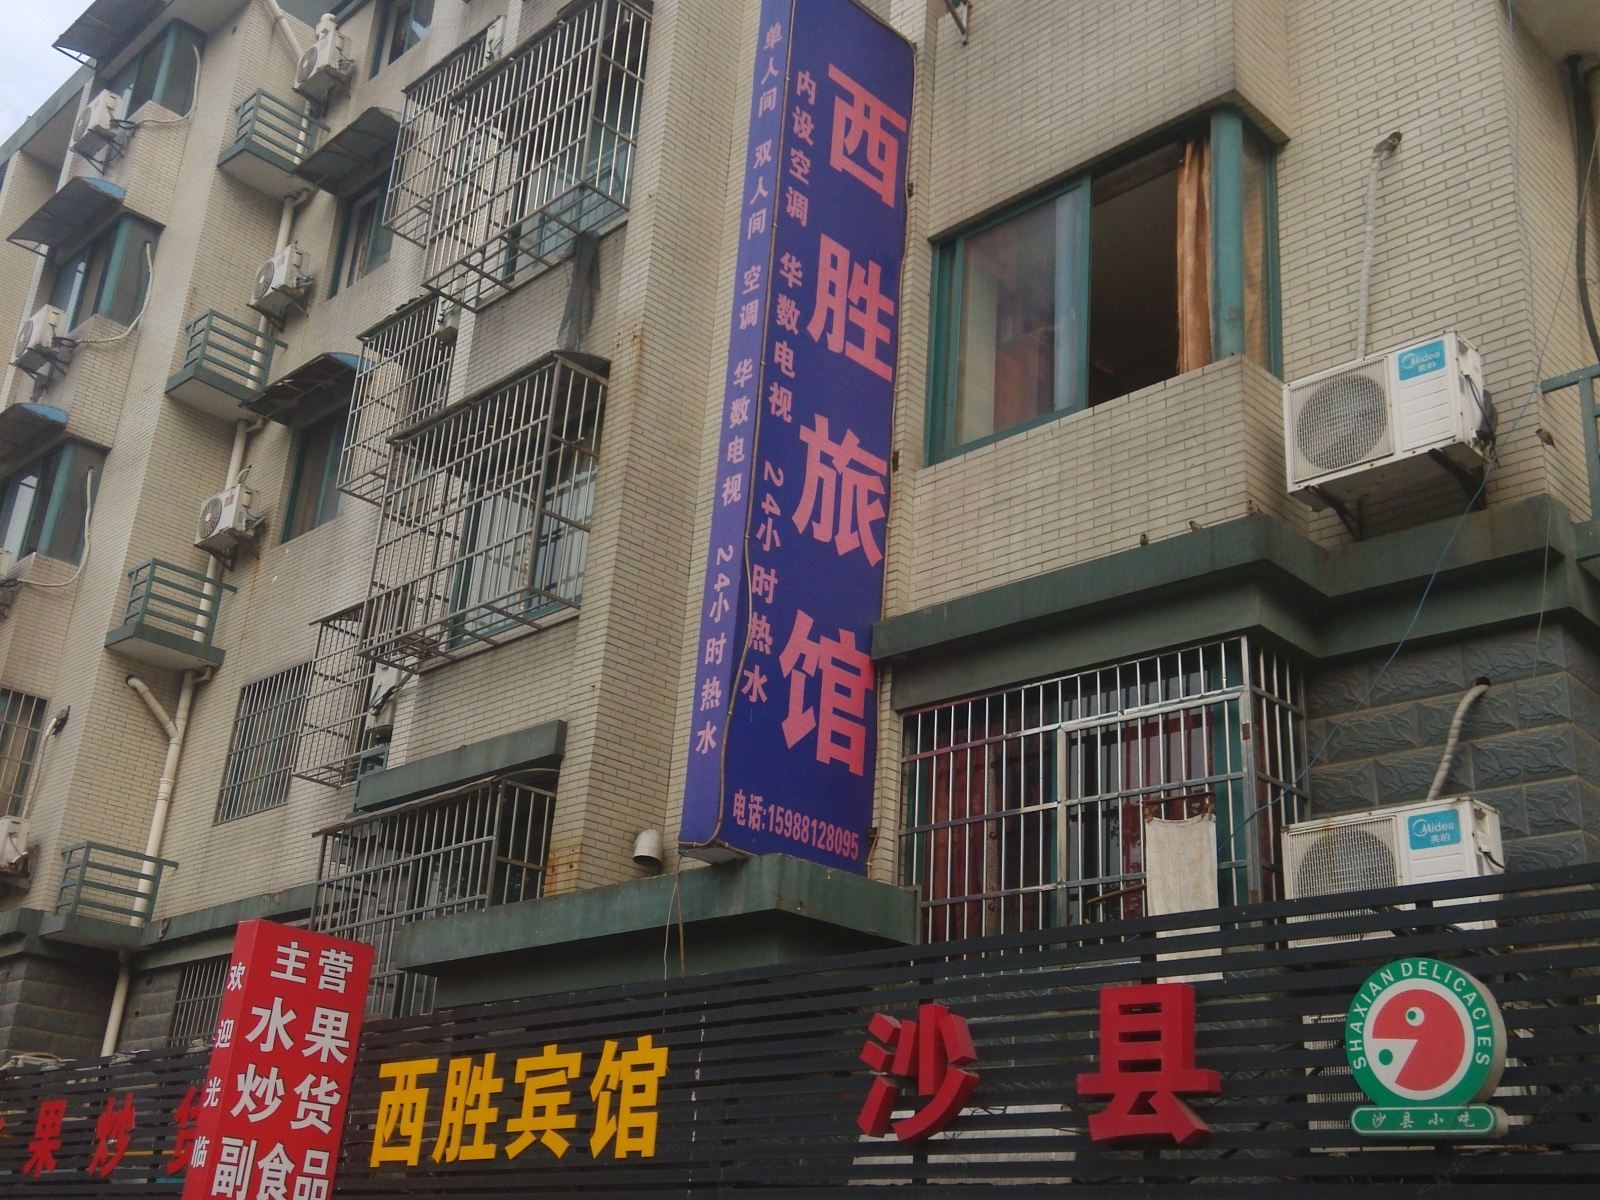 单人间 双人间 空调 华数电视 24小时热水
内设空调 华数电视 24小时热水
西胜旅馆
电话:15988128095
Midea
美的
Midea
美的
欢迎光临
主营
水果
炒货
副食品
果炒货
西胜宾馆
沙县
SHAXIAN DELICACIES
沙县小吃